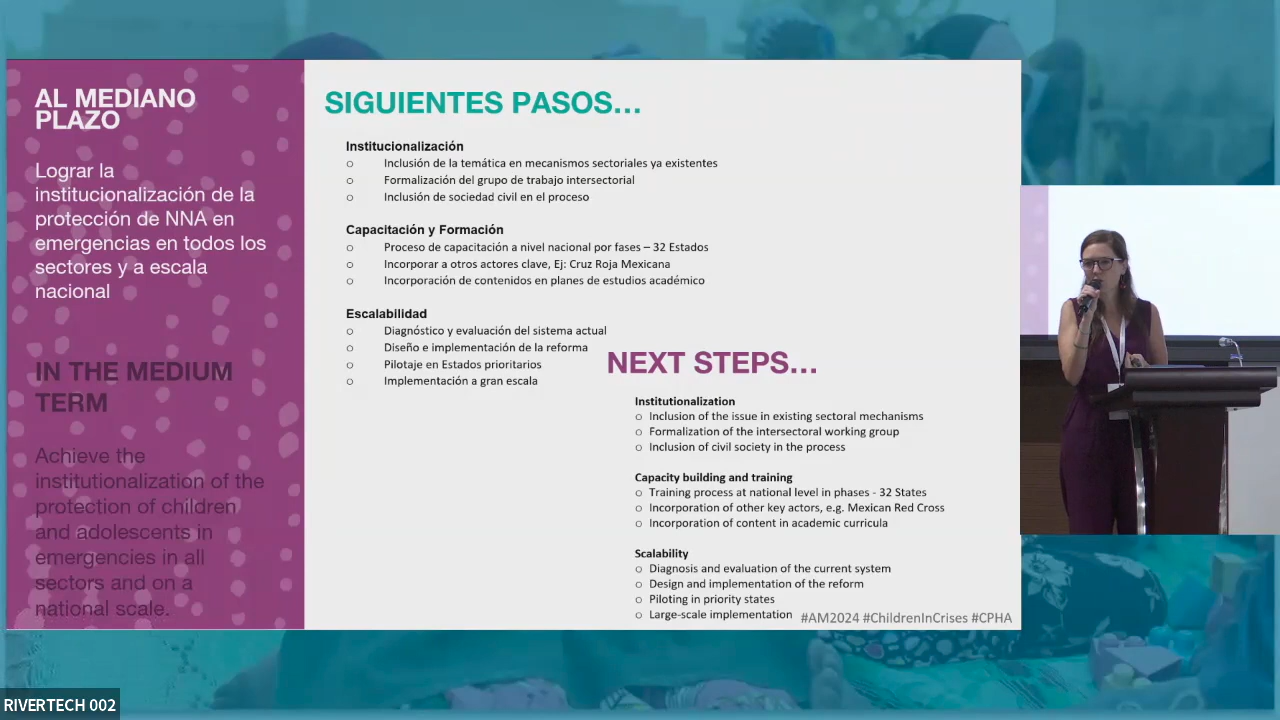 AL MEDIANO
PLAZO
Lograr la
institucionalización de la
protección de NNA en
emergencias en todos los
sectores y a escala
nacional
IN THE MEDIUM
TERM
Achieve the
institutionalization of the
protection of children
and adolescents in
emergencies in all
sectors and on a
national scale.
SIGUIENTES PASOS...
Institucionalización
o Inclusión de la temática en mecanismos sectoriales ya existentes
o Formalización del grupo de trabajo intersectorial
o Inclusión de sociedad civil en el proceso
Capacitación y Formación
o Proceso de capacitación a nivel nacional por fases – 32 Estados
o Incorporar a otros actores clave, Ej: Cruz Roja Mexicana
o Incorporación de contenidos en planes de estudios académico
Escalabilidad
o Diagnóstico y evaluación del sistema actual
o Diseño e implementación de la reforma
o Pilotaje en Estados prioritarios
o Implementación a gran escala
NEXT STEPS...
Institutionalization
o Inclusion of the issue in existing sectoral mechanisms
o Formalization of the intersectoral working group
o Inclusion of civil society in the process
Capacity building and training
o Training process at national level in phases - 32 States
o Incorporation of other key actors, e.g. Mexican Red Cross
o Incorporation of content in academic curricula
Scalability
o Diagnosis and evaluation of the current system
o Design and implementation of the reform
o Piloting in priority states
o Large-scale implementation
#AM2024 #ChildrenInCrises #CPHA
RIVERTECH 002